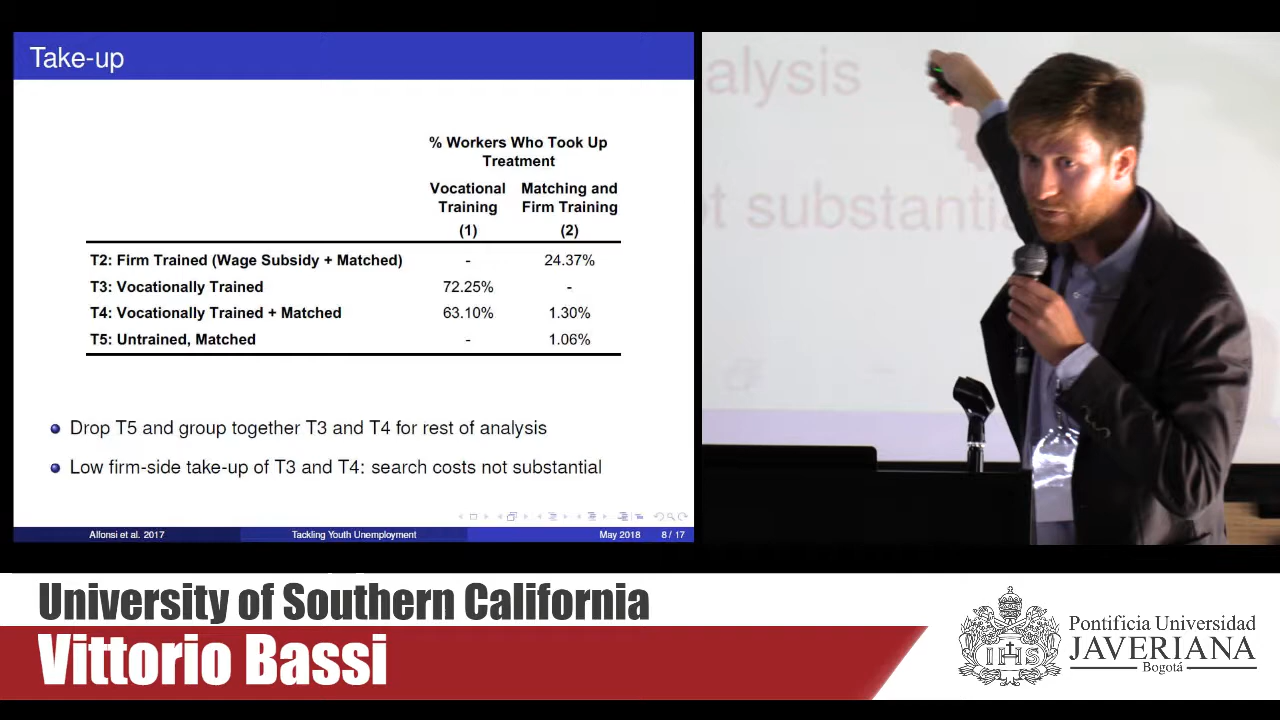 Take-up
% Workers Who Took Up
Treatment
Vocational Matching and
Training Firm Training
(1) (2)
T2: Firm Trained (Wage Subsidy + Matched) - 24.37%
T3: Vocationally Trained 72.25% -
T4: Vocationally Trained + Matched 63.10% 1.30%
T5: Untrained, Matched - 1.06%
Drop T5 and group together T3 and T4 for rest of analysis
Low firm-side take-up of T3 and T4: search costs not substantial
Alfonsi et al. 2017 Tackling Youth Unemployment May 2018 8 / 17
alysis
ot substantia
University of Southern California
Vittorio Bassi
IHS
Pontificia Universidad
JAVERIANA
Bogotá